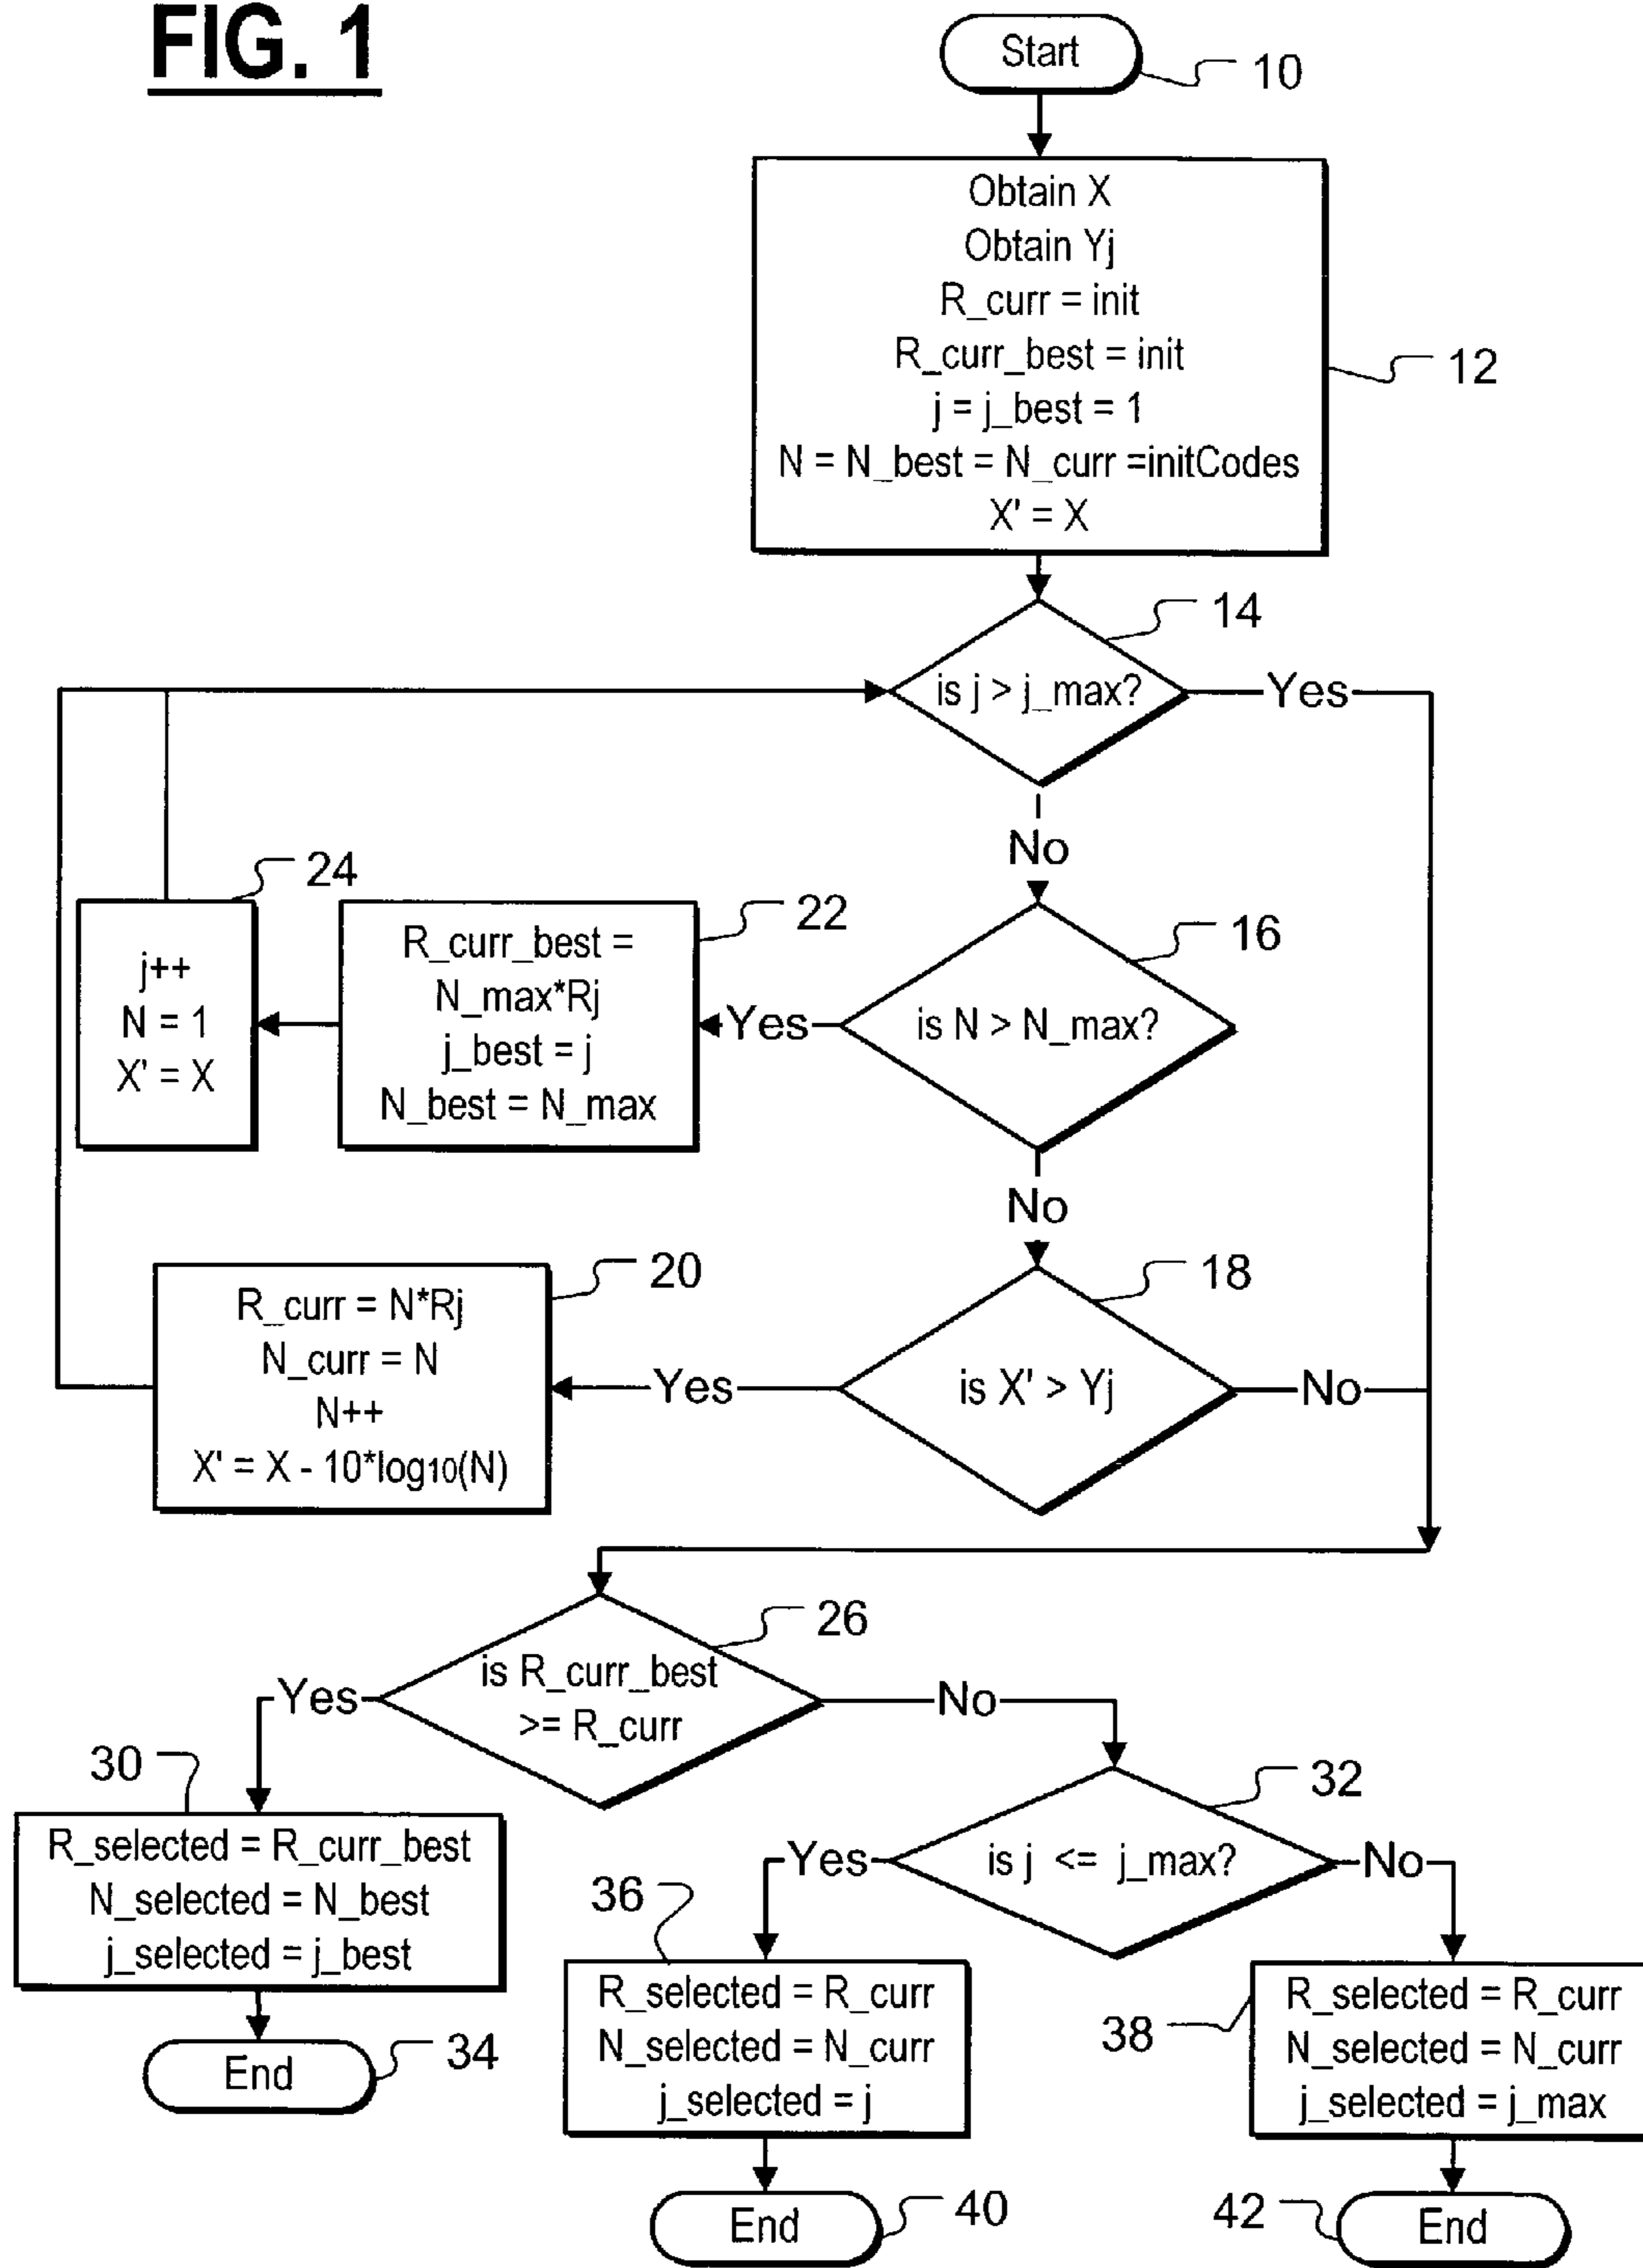 FIG. 1
Start
10
Obtain X
Obtain Yj
R_curr = init
R_curr_best = init
j = j_best = 1
N = N_best = N_curr =initCodes
X' = X
12
14
is j > j_max?
Yes
No
24
j++
N = 1
X' = X
22
R_curr_best =
N_max*Rj
j_best = j
N_best = N_max
Yes
16
is N > N_max?
No
20
R_curr = N*Rj
N_curr = N
N++
X' = X - 10*log10(N)
Yes
18
is X' > Yj
No
26
is R_curr_best
>= R_curr
Yes
No
30
R_selected = R_curr_best
N_selected = N_best
j_selected = j_best
End
34
32
is j <= j_max?
Yes
No
36
R_selected = R_curr
N_selected = N_curr
j_selected = j
End
40
38
R_selected = R_curr
N_selected = N_curr
j_selected = j_max
42
End